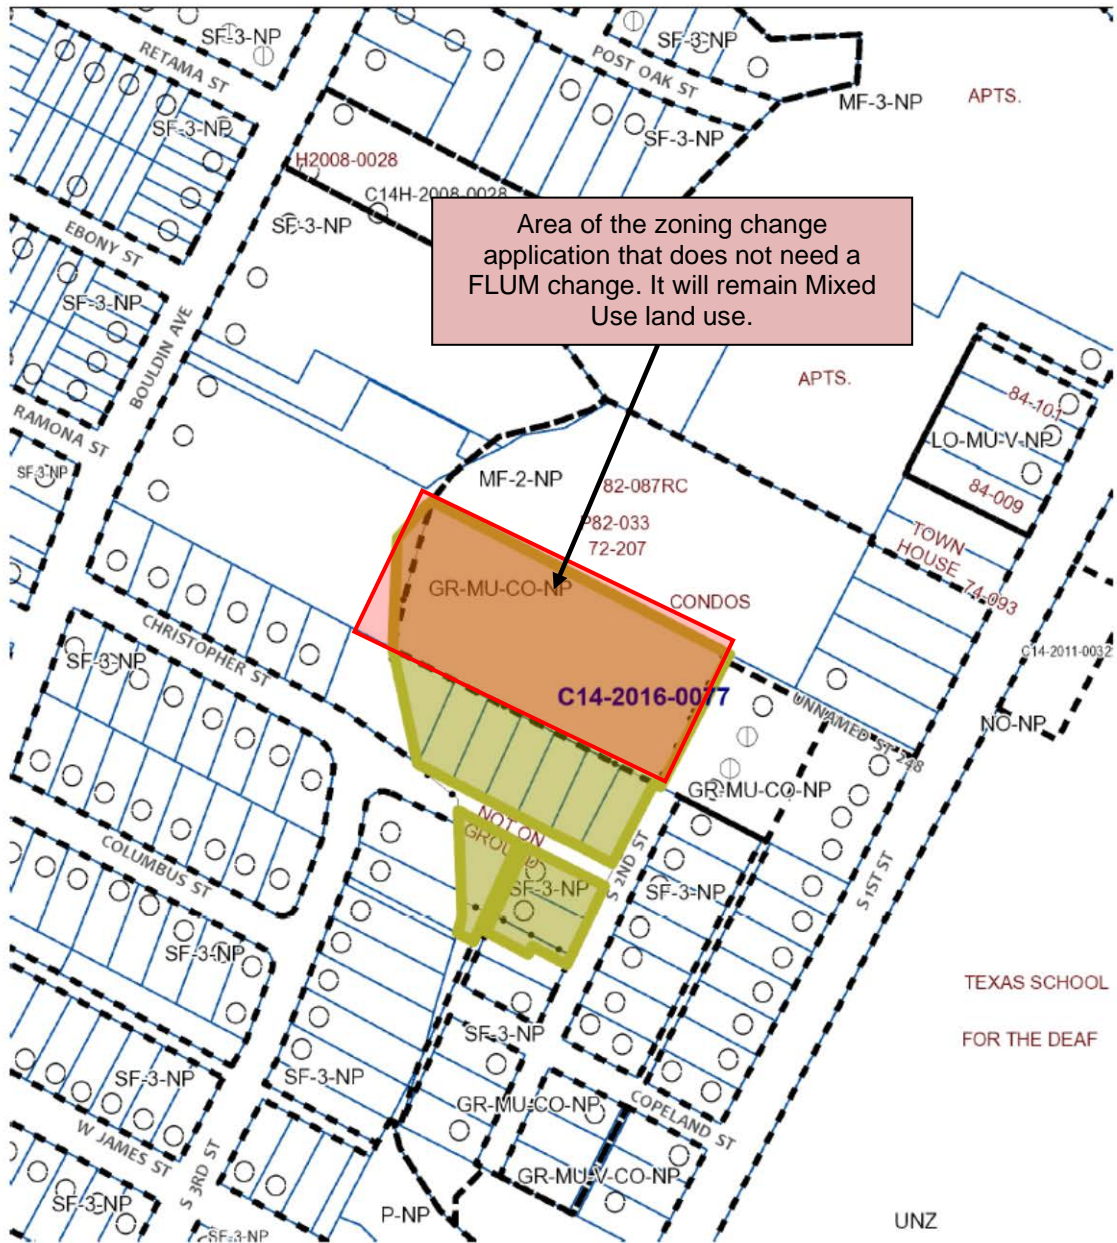 SF-3-NP
SF-3-NP
RETAMA ST
POST OAK ST
MF-3-NP
APTS.
SF-3-NP
SF-3-NP
H2008-0028
C14H-2008-0028
SF-3-NP
Area of the zoning change
application that does not need a
FLUM change. It will remain Mixed
Use land use.
EBONY ST
SF-3-NP
BOULDIN AVE
APTS.
84-101
LO-MU-V-NP
RAMONA ST
SF-3-NP
MF-2-NP
82-087RC
84-009
P82-033
72-207
TOWN
HOUSE 74-093
GR-MU-CO-NP
CONDOS
CHRISTOPHER ST
SF-3-NP
C14-2011-0032
C14-2016-0077
UNNAMED ST 248
NO-NP
GR-MU-CO-NP
NOT ON
GROUND
COLUMBUS ST
S 2ND ST
S 1ST ST
SF-3-NP
SF-3-NP
SF-3-NP
TEXAS SCHOOL
FOR THE DEAF
SF-3-NP
SF-3-NP
SF-3-NP
GR-MU-CO-NP
COPELAND ST
W JAMES ST
S 3RD ST
GR-MU-V-CO-NP
SF-3-NP
P-NP
UNZ
SF-3-NP